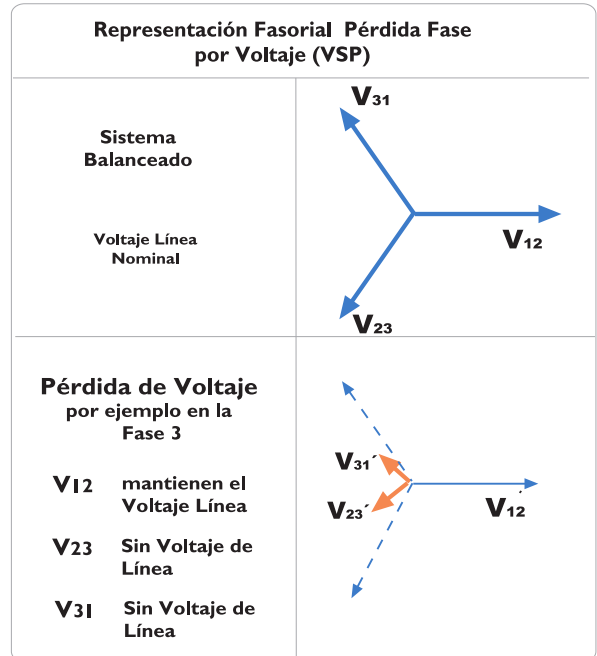 Representación Fasorial Pérdida Fase
por Voltaje (VSP)
Sistema
Balanceado
Voltaje Línea
Nominal
V31
V12
V23
Pérdida de Voltaje
por ejemplo en la
Fase 3
V12 mantienen el
Voltaje Línea
V23 Sin Voltaje de
Línea
V31 Sin Voltaje de
Línea
V31´
V23´
V12´